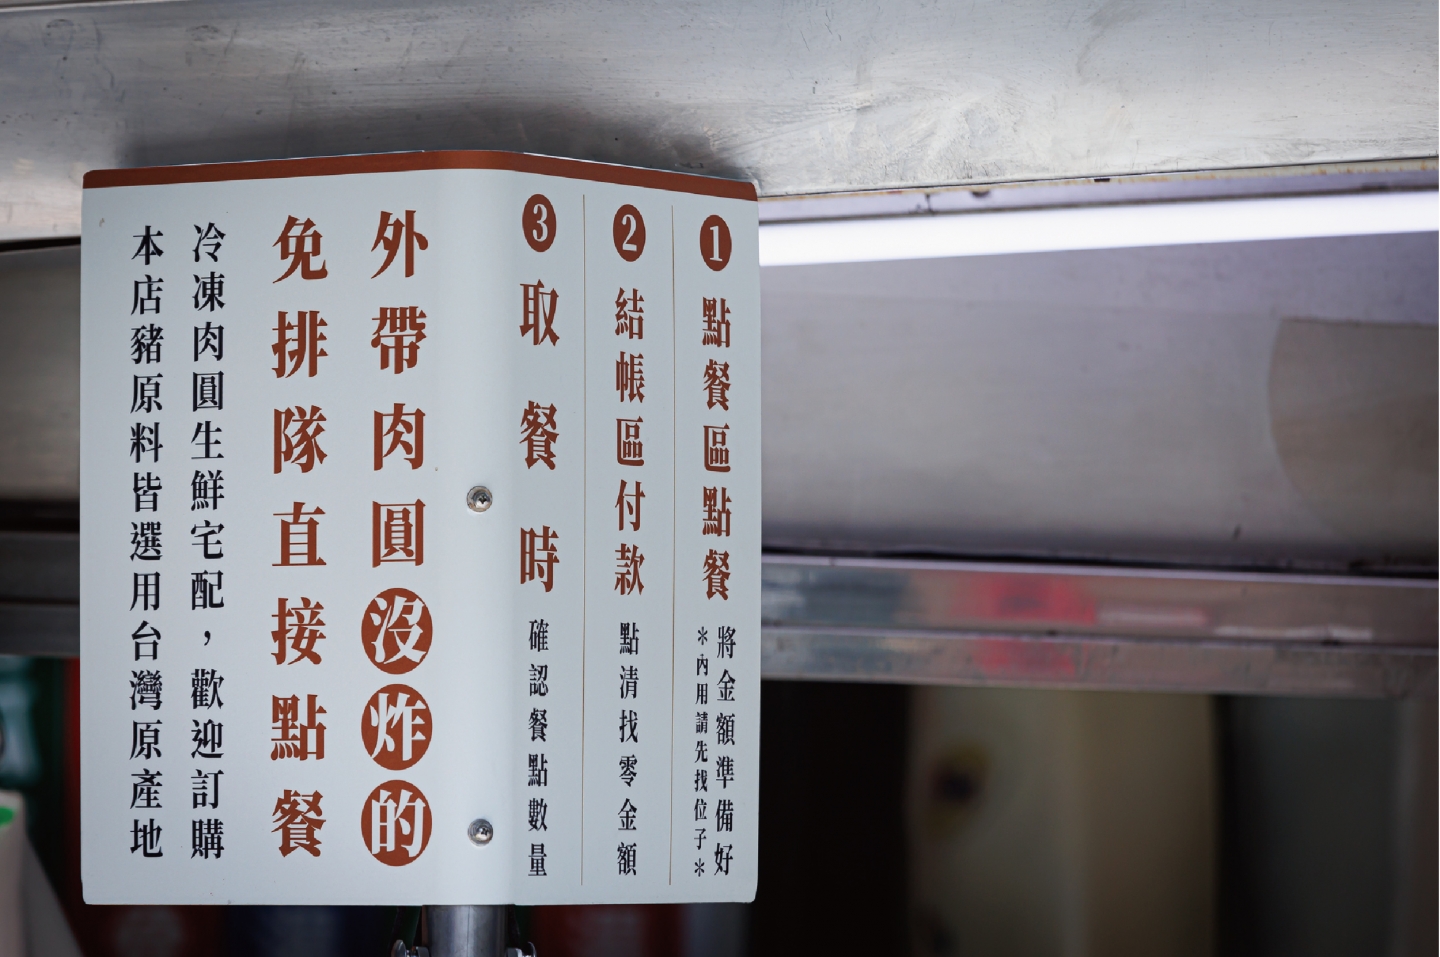 1 點餐區點餐 將金額準備好
＊內用請先找位子＊
2 結帳區付款 點清找零金額
3 取餐時 確認餐點數量
外帶肉圓沒炸的
免排隊直接點餐
冷凍肉圓生鮮宅配，歡迎訂購
本店豬原料皆選用台灣原產地